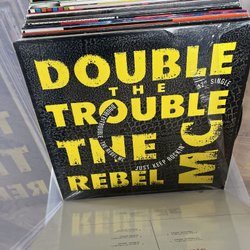 DOUBLE
THE
TROUBLE
12" SINGLE
THE
REBEL
MC
JUST KEEP ROCKIN'